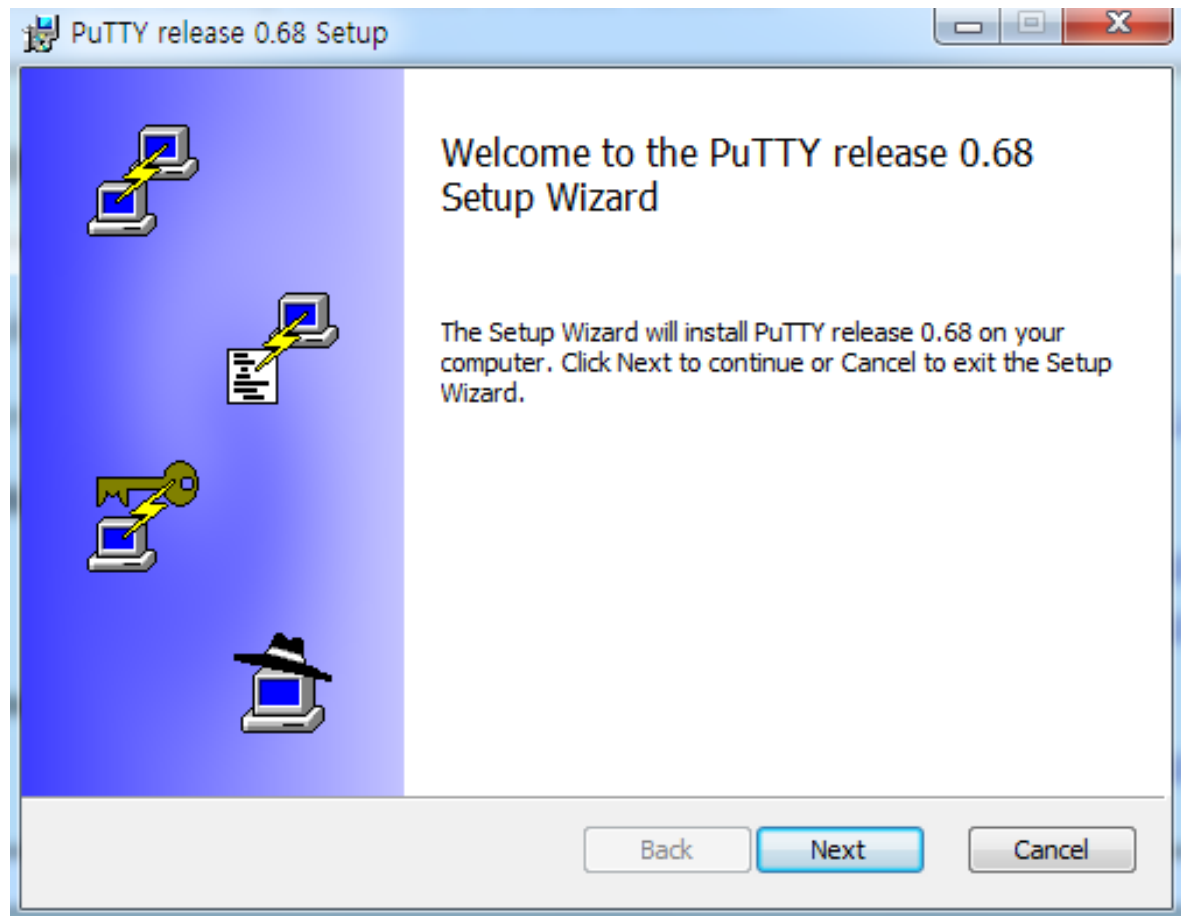 PuTTY release 0.68 Setup
Welcome to the PuTTY release 0.68
Setup Wizard
The Setup Wizard will install PuTTY release 0.68 on your
computer. Click Next to continue or Cancel to exit the Setup
Wizard.
Back Next Cancel